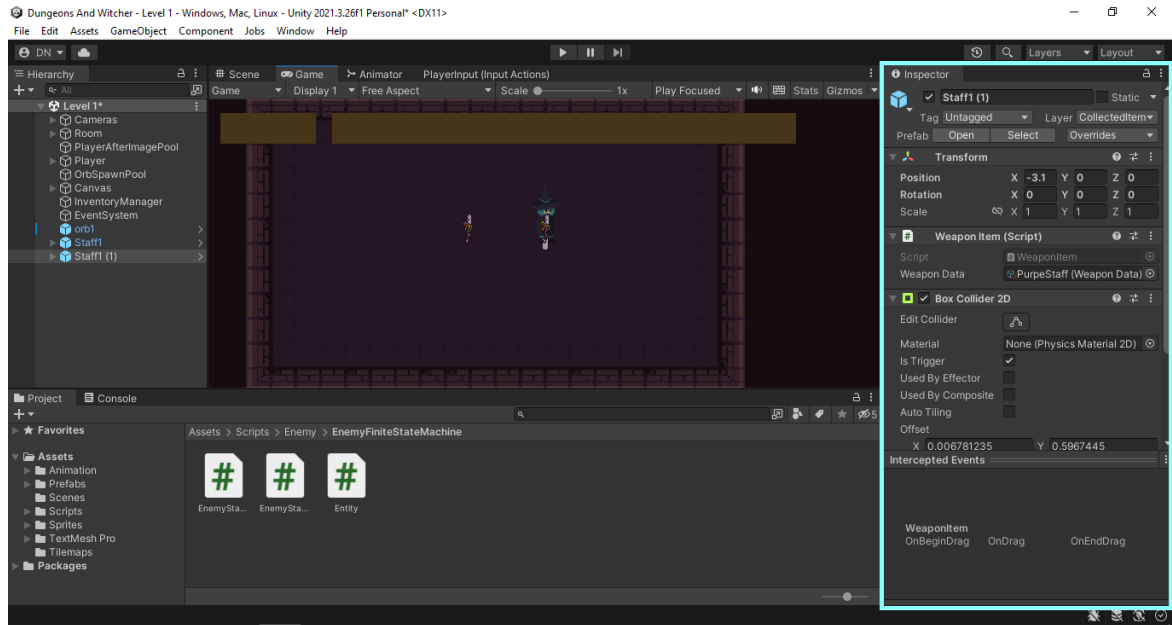 Dungeons And Witcher - Level 1 - Windows, Mac, Linux - Unity 2021.3.26f1 Personal* <DX11>
File Edit Assets GameObject Component Jobs Window Help
DN Layers Layout
Hierarchy
All
Level 1*
Cameras
Room
PlayerAfterImagePool
Player
OrbSpawnPool
Canvas
InventoryManager
EventSystem
orb1
Staff1
Staff1 (1)
# Scene Game Animator PlayerInput (Input Actions)
Game Display 1 Free Aspect Scale 1x Play Focused Stats Gizmos
Inspector
Staff1 (1) Static
Tag Untagged Layer CollectedItem
Prefab Open Select Overrides
Transform
Position X -3.1 Y 0 Z 0
Rotation X 0 Y 0 Z 0
Scale X 1 Y 1 Z 1
# Weapon Item (Script)
Script WeaponItem
Weapon Data PurpeStaff (Weapon Data)
Box Collider 2D
Edit Collider
Material None (Physics Material 2D)
Is Trigger
Used By Effector
Used By Composite
Auto Tiling
Offset
X 0.006781235 Y 0.5967445
Intercepted Events
WeaponItem
OnBeginDrag OnDrag OnEndDrag
Project Console
5
Favorites
Assets
Animation
Prefabs
Scenes
Scripts
Sprites
TextMesh Pro
Tilemaps
Packages
Assets > Scripts > Enemy > EnemyFiniteStateMachine
# # #
EnemySta... EnemySta... Entity